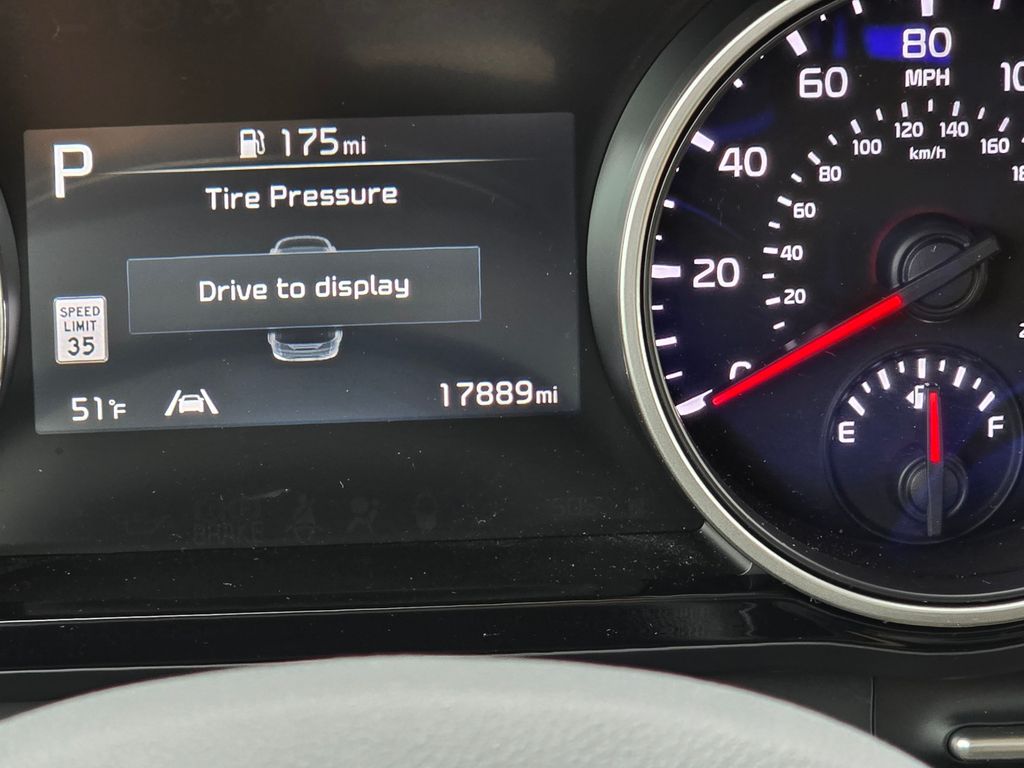 P
175mi
Tire Pressure
Drive to display
SPEED
LIMIT
35
51°F
17889mi
BRAKE
20
40
60
80
MPH
20
40
60
80
100
120
140
160
km/h
E
F